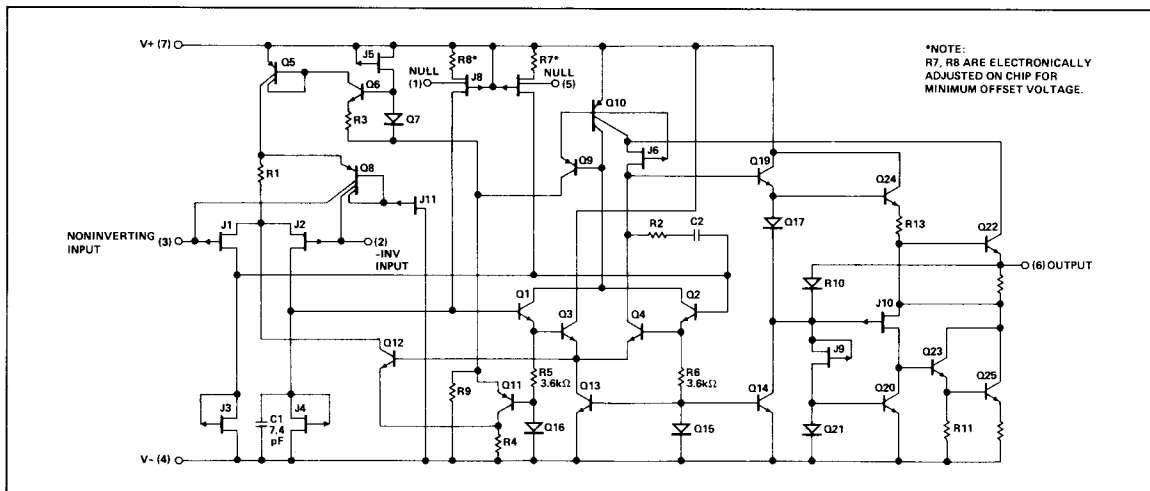 V+ (7)
Q5
J5
Q6
R3
Q7
NULL
(1)
R8*
J8
R7*
NULL
(5)
Q10
*NOTE:
R7, R8 ARE ELECTRONICALLY
ADJUSTED ON CHIP FOR
MINIMUM OFFSET VOLTAGE.
R1
Q8
J11
Q9
J6
Q19
Q24
Q17
R13
Q22
R2
C2
J1
J2
NONINVERTING
INPUT
(3)
(2)
-INV
INPUT
(6) OUTPUT
R10
J10
Q1
Q3
Q4
Q2
Q12
J9
Q23
Q25
R5
3.6kΩ
R6
3.6kΩ
R9
Q11
Q13
Q14
Q20
J3
C1
7.4
pF
J4
R4
Q16
Q15
Q21
R11
V- (4)